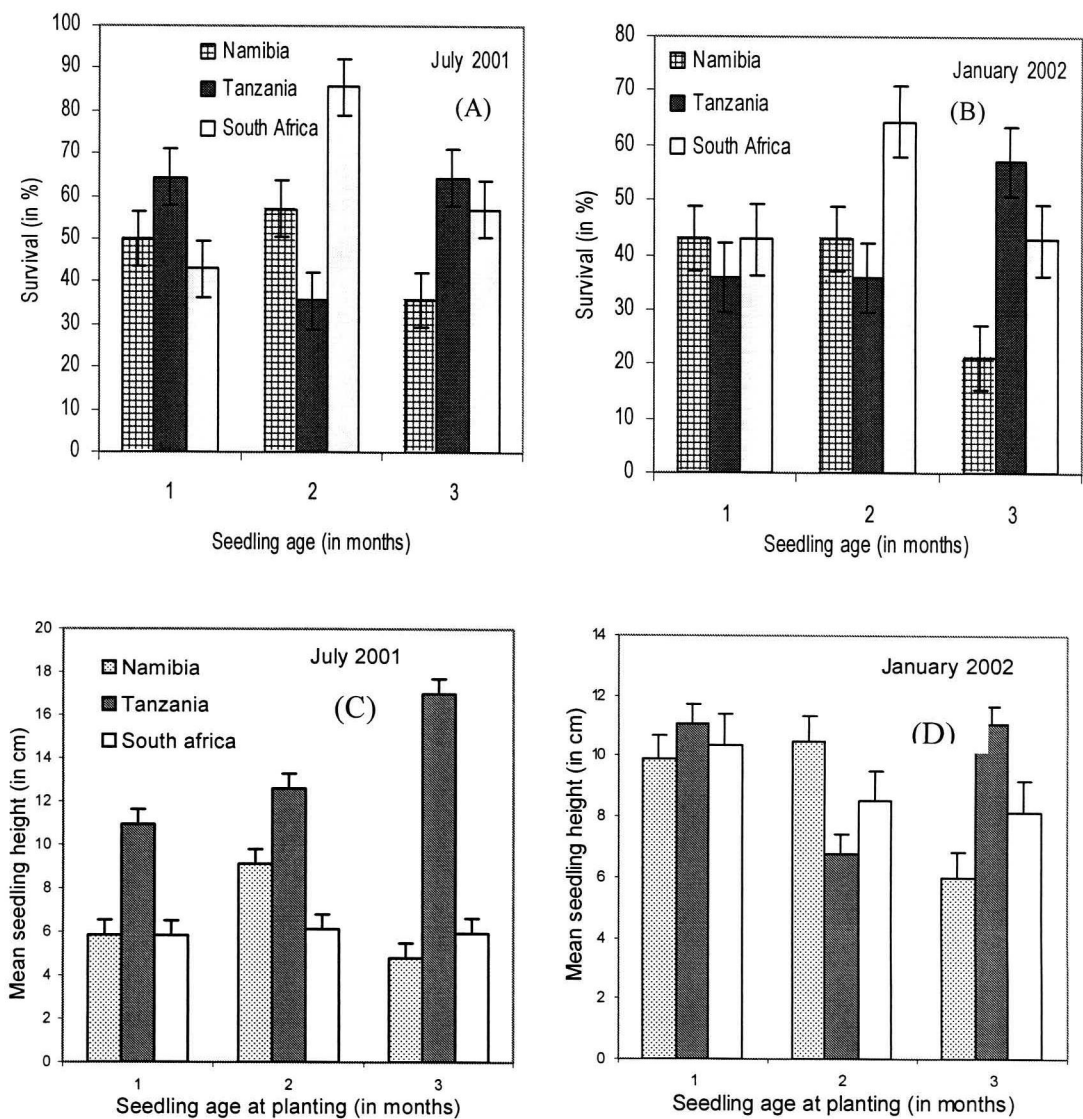 100
90
80
70
60
50
40
30
20
10
0
Survival (in %)
Namibia
Tanzania
South Africa
July 2001
(A)
1 2 3
Seedling age (in months)
80
70
60
50
40
30
20
10
0
Survival (in %)
Namibia
Tanzania
South Africa
January 2002
(B)
1 2 3
Seedling age (in months)
20
18
16
14
12
10
8
6
4
2
0
Mean seedling height (in cm)
Namibia
Tanzania
South africa
July 2001
(C)
1 2 3
Seedling age at planting (in months)
14
12
10
8
6
4
2
0
Mean seedling height (in cm)
January 2002
(D)
1 2 3
Seedling age at planting (in months)